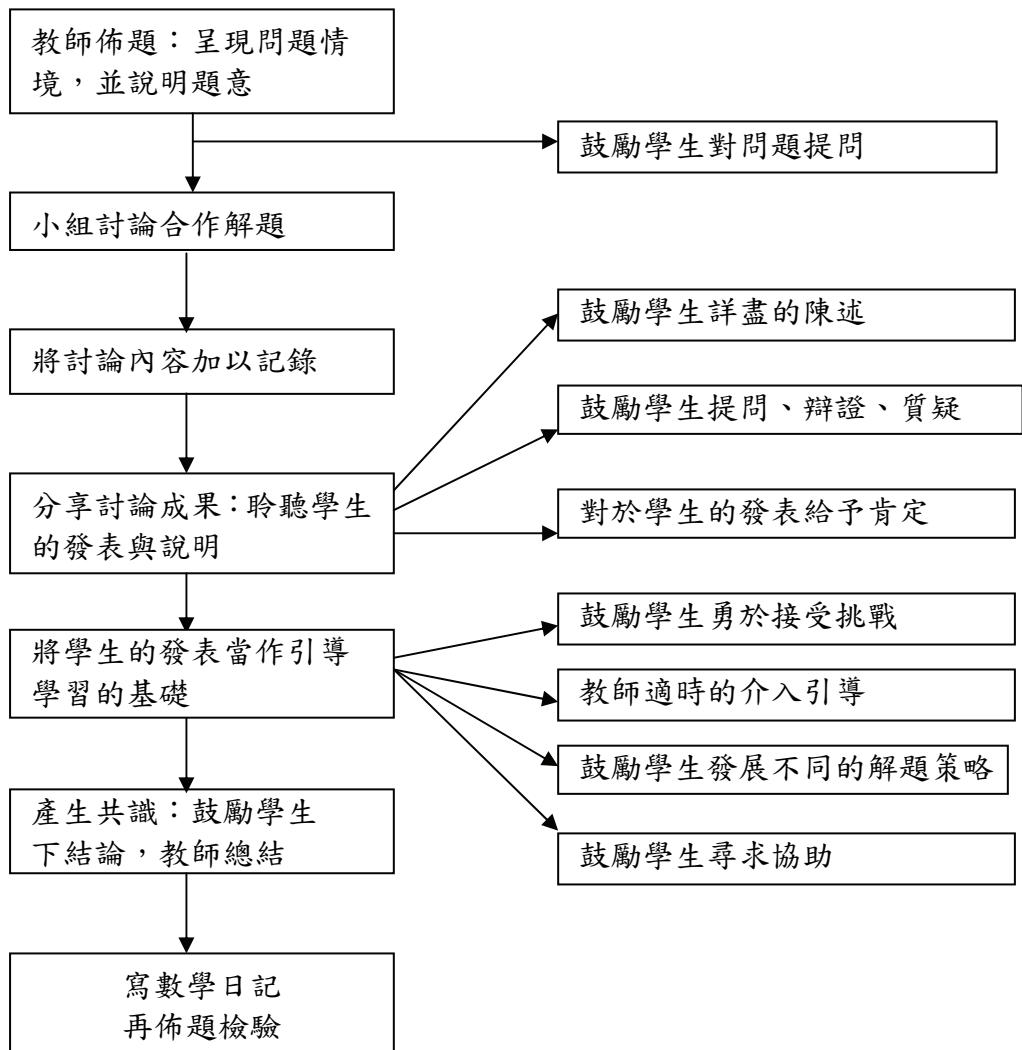 教師佈題：呈現問題情
境，並說明題意
鼓勵學生對問題提問
小組討論合作解題
鼓勵學生詳盡的陳述
將討論內容加以記錄
鼓勵學生提問、辯證、質疑
分享討論成果：聆聽學生
的發表與說明
對於學生的發表給予肯定
鼓勵學生勇於接受挑戰
將學生的發表當作引導
學習的基礎
教師適時的介入引導
鼓勵學生發展不同的解題策略
產生共識：鼓勵學生
下結論，教師總結
鼓勵學生尋求協助
寫數學日記
再佈題檢驗